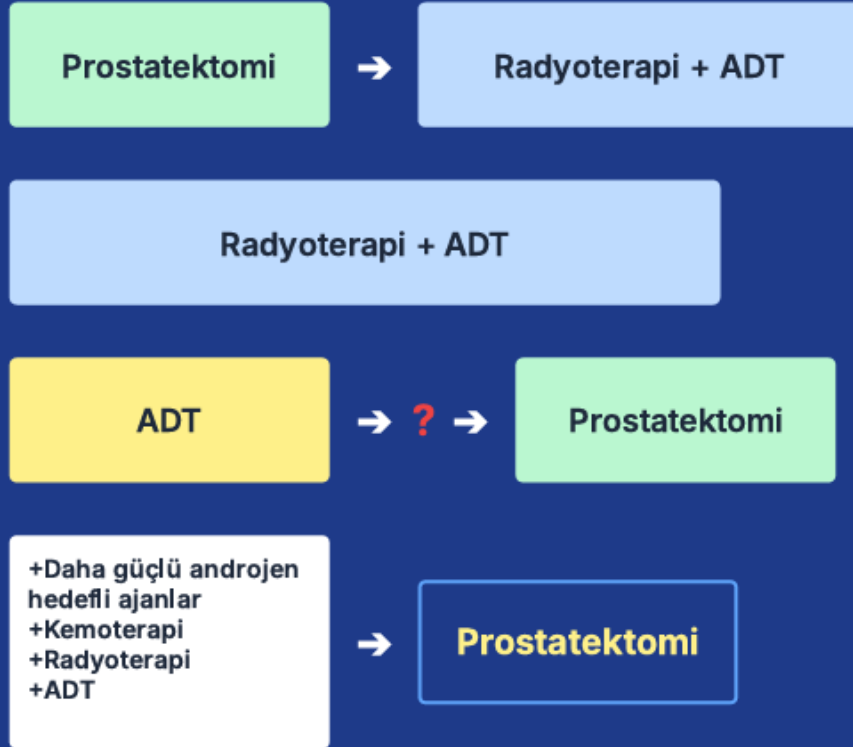 Prostatektomi ➔ Radyoterapi + ADT
Radyoterapi + ADT
ADT ➔ ? ➔ Prostatektomi
+Daha güçlü androjen
hedefli ajanlar
+Kemoterapi
+Radyoterapi
+ADT
➔ Prostatektomi